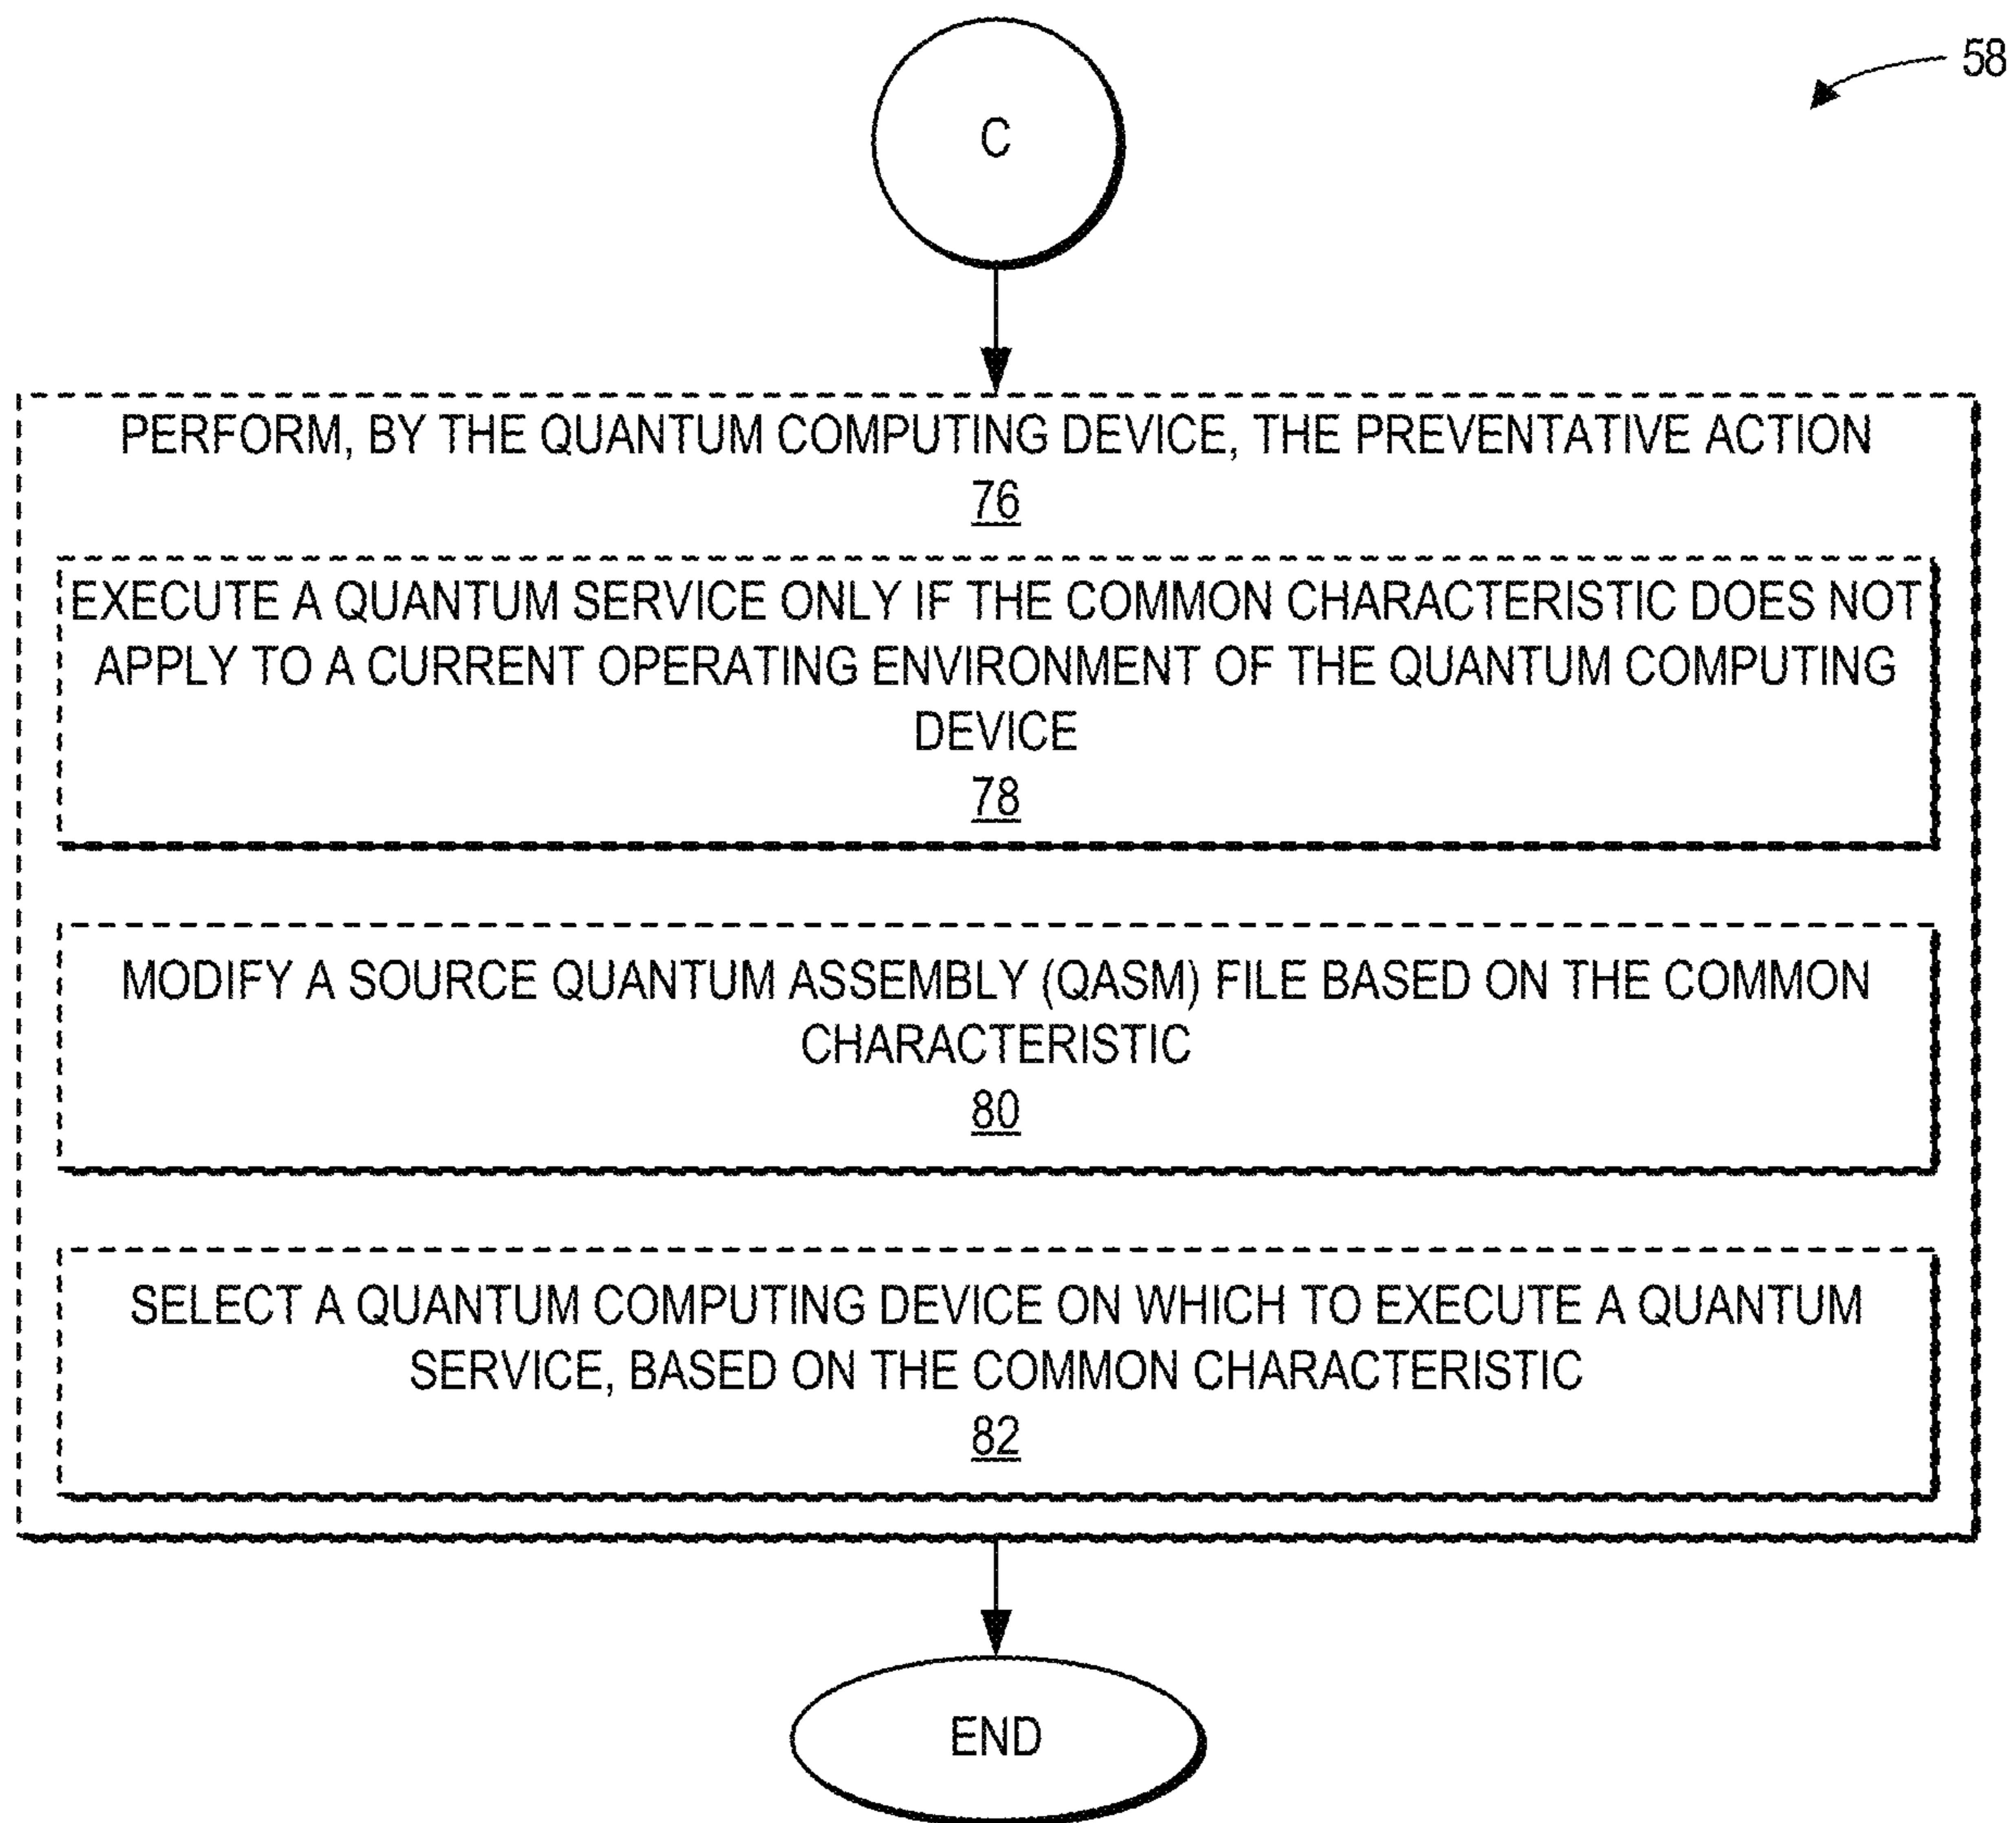 58
C
PERFORM, BY THE QUANTUM COMPUTING DEVICE, THE PREVENTATIVE ACTION
76
EXECUTE A QUANTUM SERVICE ONLY IF THE COMMON CHARACTERISTIC DOES NOT
APPLY TO A CURRENT OPERATING ENVIRONMENT OF THE QUANTUM COMPUTING
DEVICE
78
MODIFY A SOURCE QUANTUM ASSEMBLY (QASM) FILE BASED ON THE COMMON
CHARACTERISTIC
80
SELECT A QUANTUM COMPUTING DEVICE ON WHICH TO EXECUTE A QUANTUM
SERVICE, BASED ON THE COMMON CHARACTERISTIC
82
END